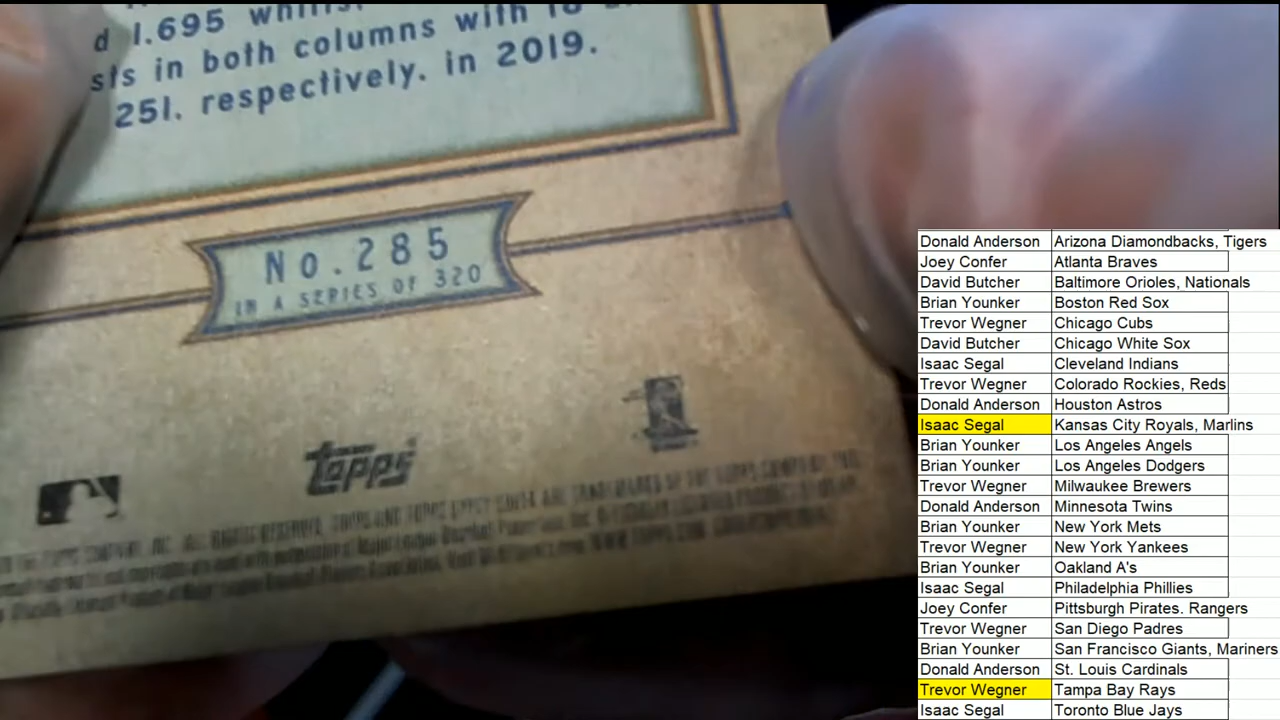 d 1.695
sts in both columns with 18
251. respectively. in 2019.
No. 285
IN A SERIES OF 320
topps
Donald Anderson Arizona Diamondbacks, Tigers
Joey Confer Atlanta Braves
David Butcher Baltimore Orioles, Nationals
Brian Younker Boston Red Sox
Trevor Wegner Chicago Cubs
David Butcher Chicago White Sox
Isaac Segal Cleveland Indians
Trevor Wegner Colorado Rockies, Reds
Donald Anderson Houston Astros
Isaac Segal Kansas City Royals, Marlins
Brian Younker Los Angeles Angels
Brian Younker Los Angeles Dodgers
Trevor Wegner Milwaukee Brewers
Donald Anderson Minnesota Twins
Brian Younker New York Mets
Trevor Wegner New York Yankees
Brian Younker Oakland A's
Isaac Segal Philadelphia Phillies
Joey Confer Pittsburgh Pirates. Rangers
Trevor Wegner San Diego Padres
Brian Younker San Francisco Giants, Mariners
Donald Anderson St. Louis Cardinals
Trevor Wegner Tampa Bay Rays
Isaac Segal Toronto Blue Jays